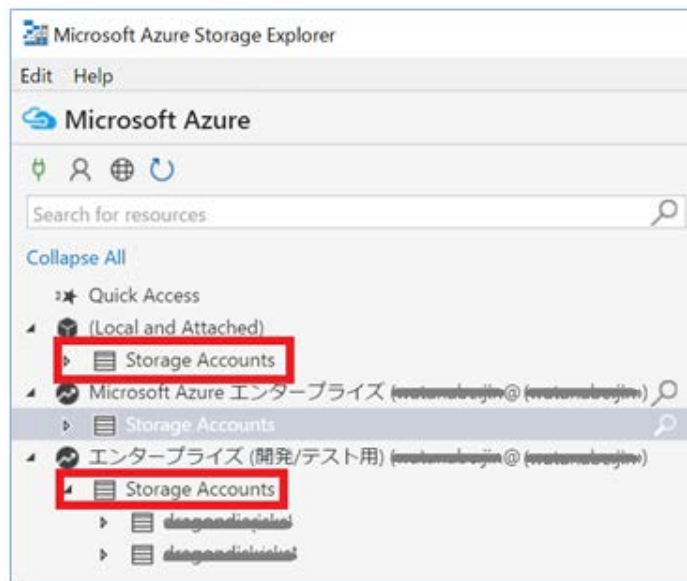 Microsoft Azure Storage Explorer
Edit Help
Microsoft Azure
Search for resources
Collapse All
Quick Access
(Local and Attached)
Storage Accounts
Microsoft Azure エンタープライズ
Storage Accounts
エンタープライズ (開発/テスト用)
Storage Accounts